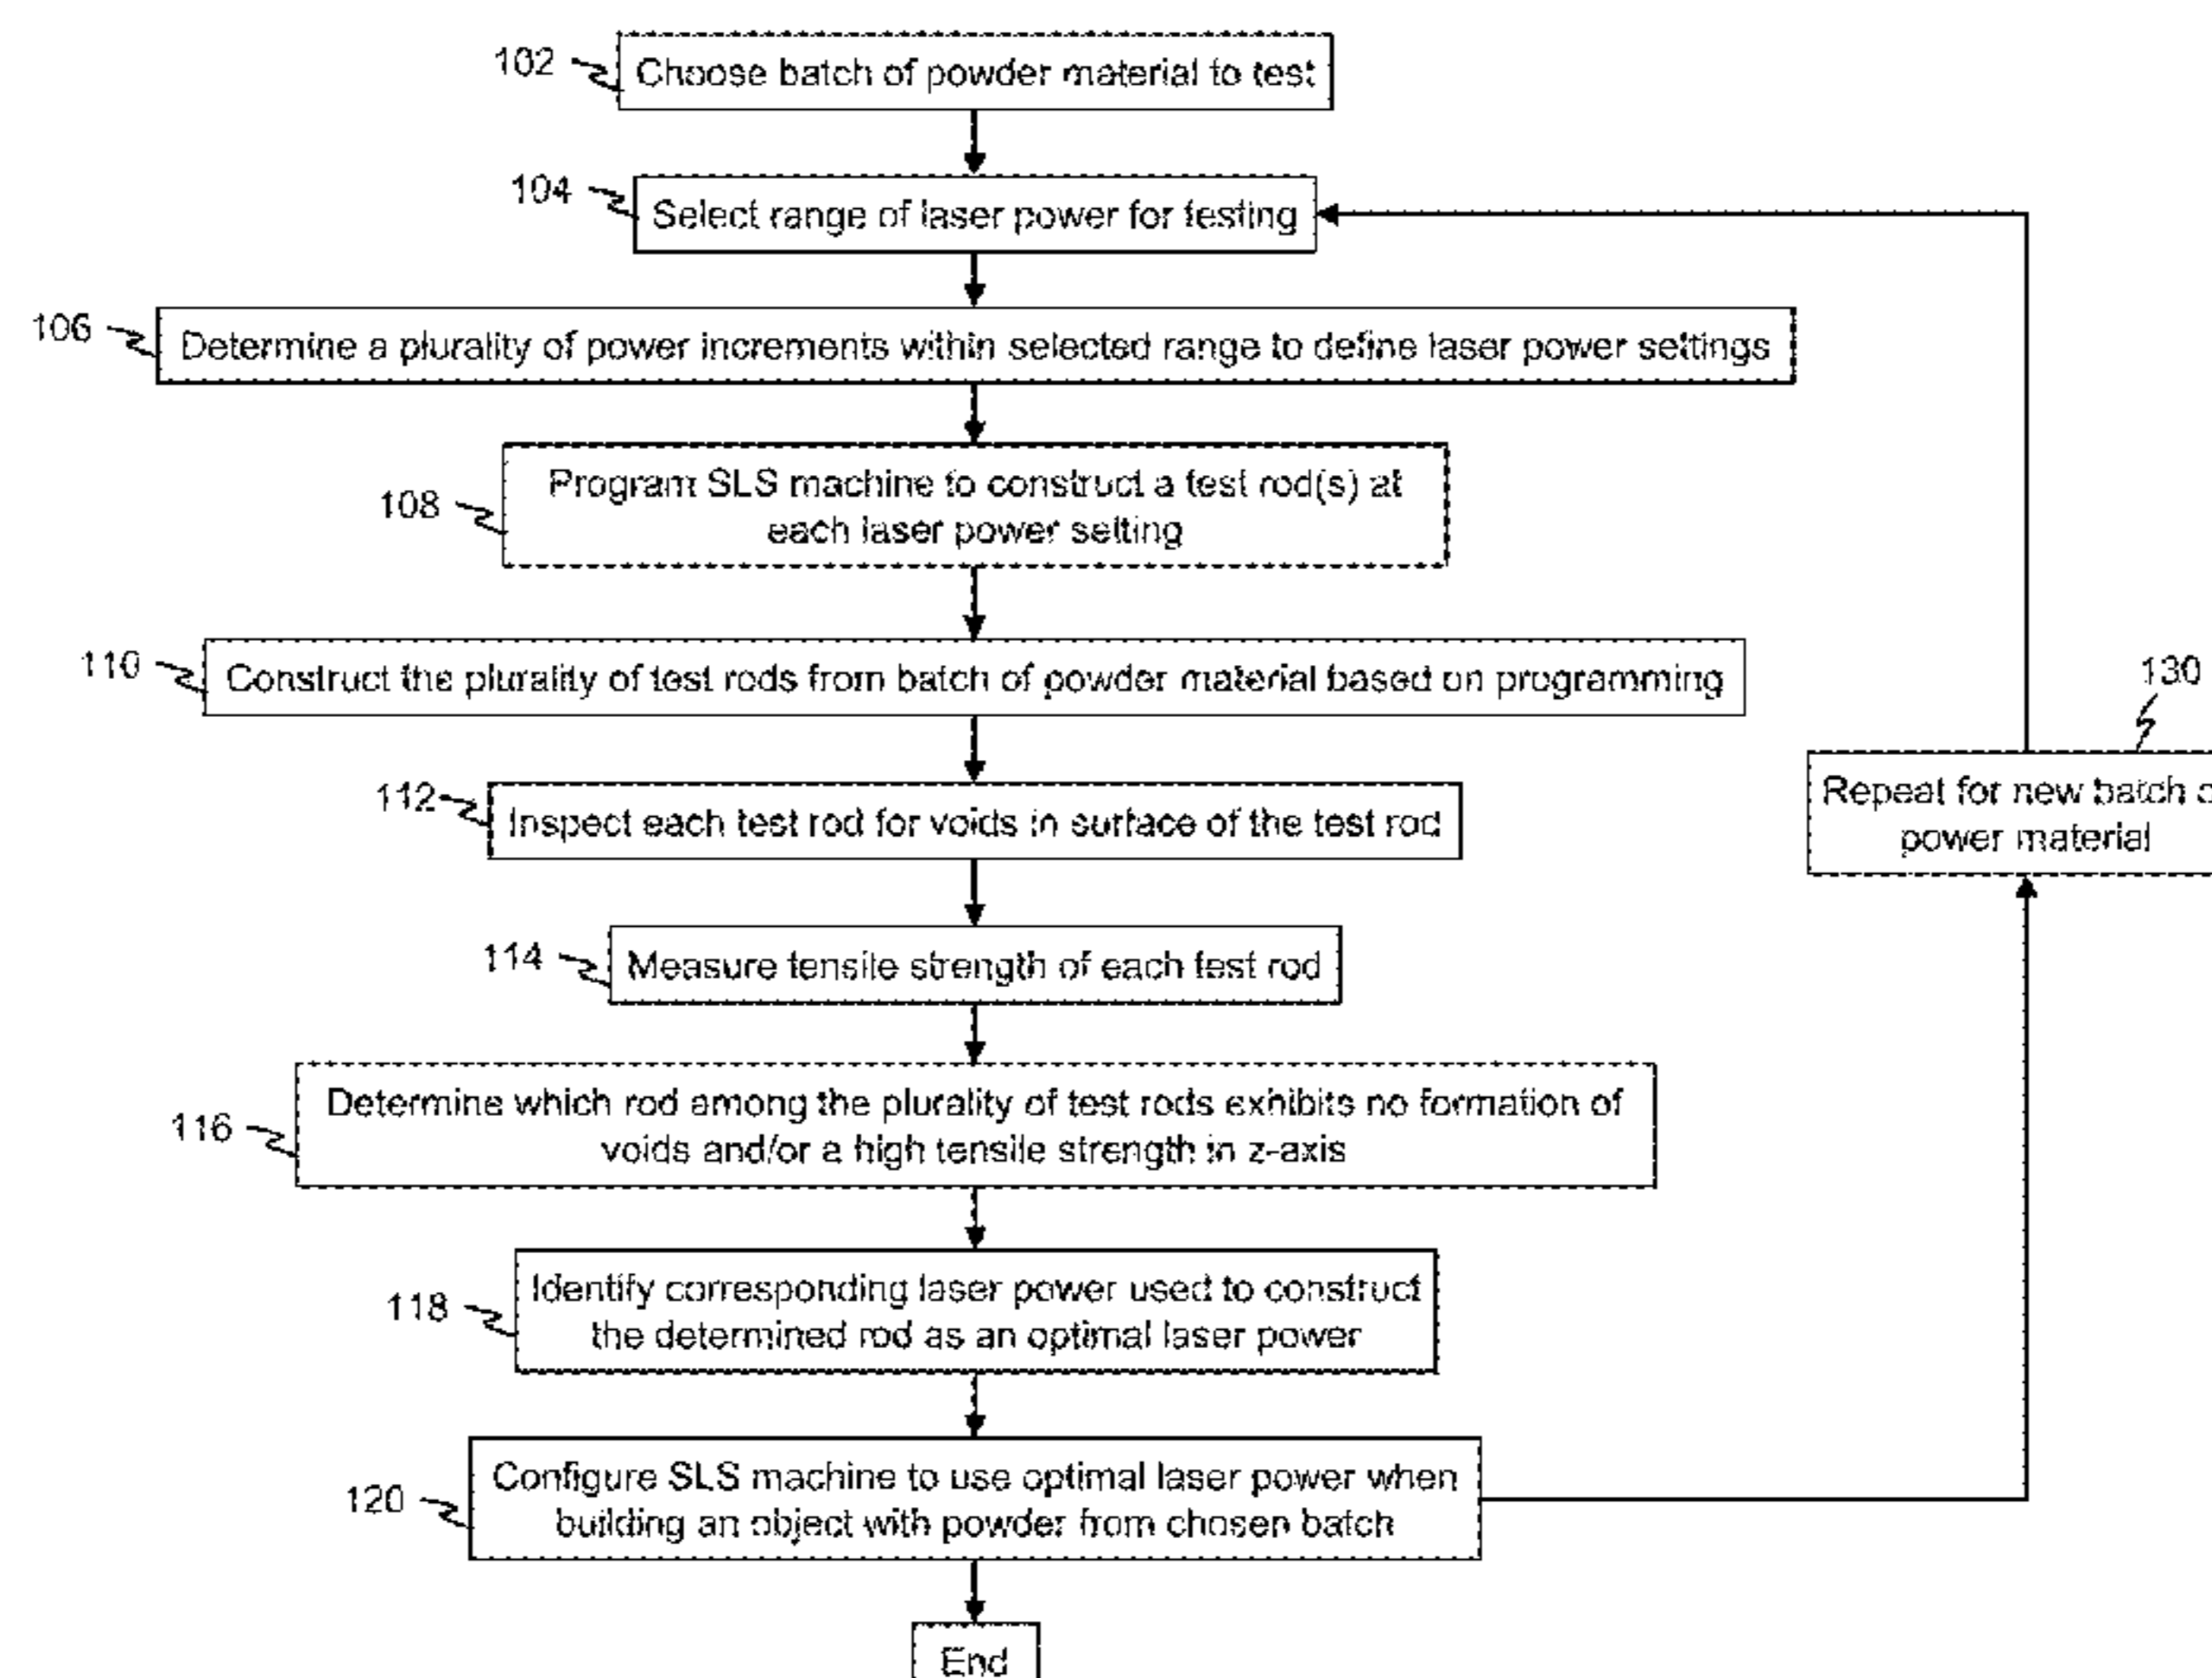 102
Choose batch of powder material to test
104
Select range of laser power for testing
106
Determine a plurality of power increments within selected range to define laser power settings
108
Program SLS machine to construct a test rod(s) at
each laser power setting
110
Construct the plurality of test rods from batch of powder material based on programming
130
112
Inspect each test rod for voids in surface of the test rod
Repeat for new batch
power material
114
Measure tensile strength of each test rod
116
Determine which rod among the plurality of test rods exhibits no formation of
voids and/or a high tensile strength in z-axis
118
Identify corresponding laser power used to construct
the determined rod as an optimal laser power
120
Configure SLS machine to use optimal laser power when
building an object with powder from chosen batch
End